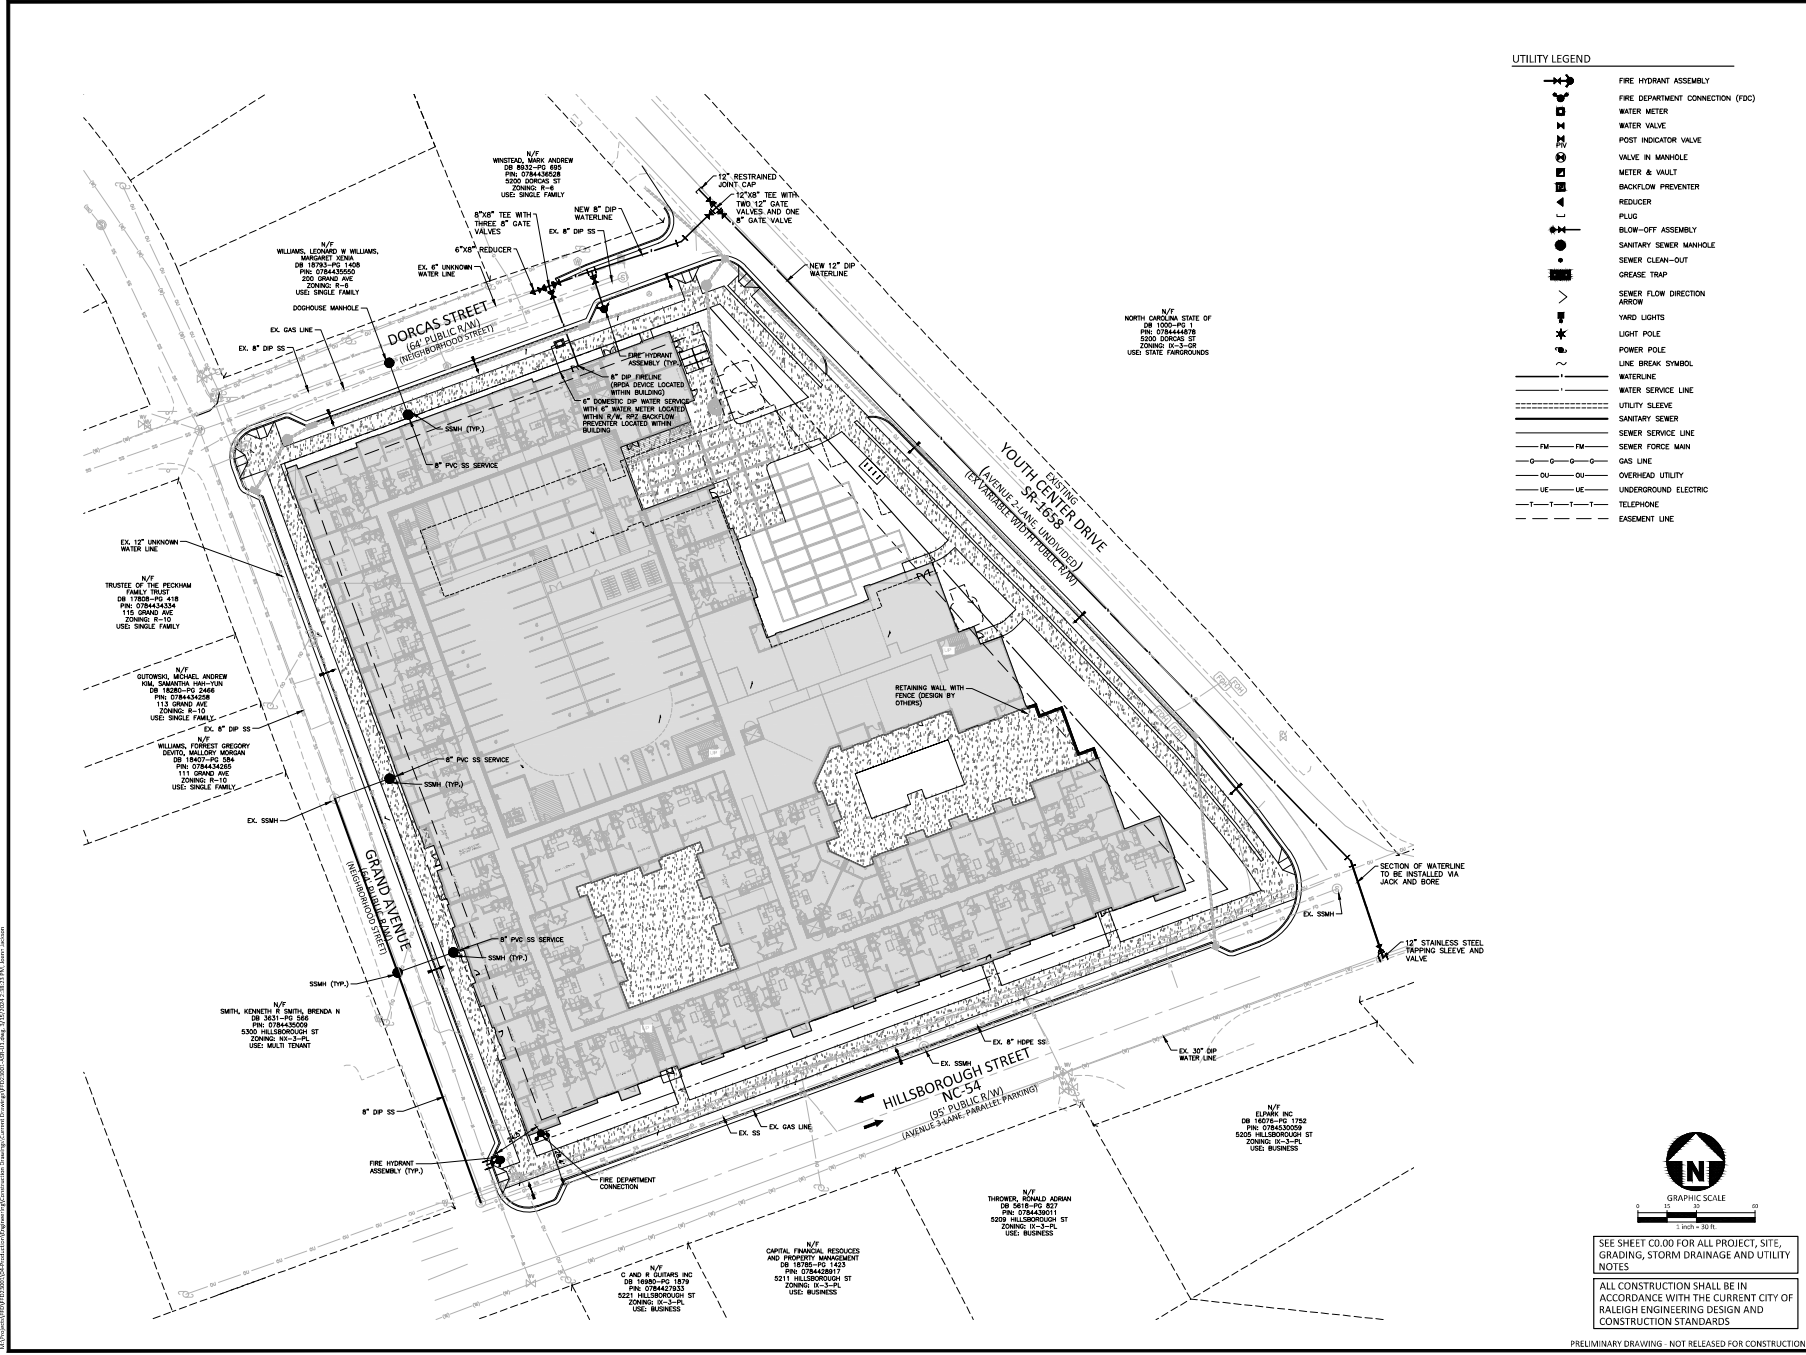 UTILITY LEGEND
FIRE HYDRANT ASSEMBLY
FIRE DEPARTMENT CONNECTION (FDC)
WATER METER
WATER VALVE
PIV
POST INDICATOR VALVE
VALVE IN MANHOLE
METER & VAULT
BACKFLOW PREVENTER
REDUCER
PLUG
BLOW-OFF ASSEMBLY
SANITARY SEWER MANHOLE
SEWER CLEAN-OUT
GREASE TRAP
SEWER FLOW DIRECTION
ARROW
YARD LIGHTS
LIGHT POLE
POWER POLE
LINE BREAK SYMBOL
WATERLINE
WATER SERVICE LINE
UTILITY SLEEVE
SANITARY SEWER
SEWER SERVICE LINE
FM FM SEWER FORCE MAIN
G G G G GAS LINE
OU OU OVERHEAD UTILITY
UE UE UNDERGROUND ELECTRIC
T T T T TELEPHONE
EASEMENT LINE
N/F
WINSTEAD, MARK ANDREW
DB 8932-PG 695
PIN: 0784436528
5200 DORCAS ST
ZONING: R-6
USE: SINGLE FAMILY
12" RESTRAINED
JOINT CAP
12"X8" TEE WITH
TWO 12" GATE
VALVES AND ONE
8" GATE VALVE
8"X8" TEE WITH
THREE 8" GATE
VALVES
NEW 8" DIP
WATERLINE
EX. 8" DIP SS
6"X8" REDUCER
EX. 6" UNKNOWN
WATER LINE
NEW 12" DIP
WATERLINE
N/F
WILLIAMS, LEONARD W WILLIAMS,
MARGARET XENIA
DB 18793-PG 1408
PIN: 0784435550
200 GRAND AVE
ZONING: R-6
USE: SINGLE FAMILY
DOGHOUSE MANHOLE
EX. GAS LINE
EX. 8" DIP SS
DORCAS STREET
(64' PUBLIC R/W)
(NEIGHBORHOOD STREET)
N/F
NORTH CAROLINA STATE OF
DB 1000-PG 1
PIN: 0784444878
5200 DORCAS ST
ZONING: IX-3-GR
USE: STATE FAIRGROUNDS
FIRE HYDRANT
ASSEMBLY (TYP.)
8" DIP FIRELINE
(RPDA DEVICE LOCATED
WITHIN BUILDING)
6" DOMESTIC DIP WATER SERVICE
WITH 6" WATER METER LOCATED
WITHIN R/W. RPZ BACKFLOW
PREVENTER LOCATED WITHIN
BUILDING
SSMH (TYP.)
8" PVC SS SERVICE
EXISTING
YOUTH CENTER DRIVE
SR-1658
(AVENUE 2-LANE, UNDIVIDED)
(EX VARIABLE WIDTH PUBLIC R/W)
EX. 12" UNKNOWN
WATER LINE
N/F
TRUSTEE OF THE PECKHAM
FAMILY TRUST
DB 17808-PG 418
PIN: 0784434334
115 GRAND AVE
ZONING: R-10
USE: SINGLE FAMILY
N/F
GUTOWSKI, MICHAEL ANDREW
KIM, SAMANTHA HAH-YUN
DB 18280-PG 2466
PIN: 0784434258
113 GRAND AVE
ZONING: R-10
USE: SINGLE FAMILY
EX. 8" DIP SS
N/F
WILLIAMS, FORREST GREGORY
DEVITO, MALLORY MORGAN
DB 18407-PG 584
PIN: 0784434265
111 GRAND AVE
ZONING: R-10
USE: SINGLE FAMILY
RETAINING WALL WITH
FENCE (DESIGN BY
OTHERS)
8" PVC SS SERVICE
SSMH (TYP.)
EX. SSMH
GRAND AVENUE
(64' PUBLIC R/W)
(NEIGHBORHOOD STREET)
SECTION OF WATERLINE
TO BE INSTALLED VIA
JACK AND BORE
EX. SSMH
12" STAINLESS STEEL
TAPPING SLEEVE AND
VALVE
8" PVC SS SERVICE
SSMH (TYP.)
SSMH (TYP.)
N/F
SMITH, KENNETH R SMITH, BRENDA N
DB 3631-PG 566
PIN: 0784435009
5300 HILLSBOROUGH ST
ZONING: NX-3-PL
USE: MULTI TENANT
EX. 8" HDPE SS
EX. SSMH
EX. 30" DIP
WATER LINE
HILLSBOROUGH STREET
NC-54
(95' PUBLIC R/W)
(AVENUE 3-LANE, PARALLEL PARKING)
8" DIP SS
EX. GAS LINE
EX. SS
FIRE HYDRANT
ASSEMBLY (TYP.)
FIRE DEPARTMENT
CONNECTION
N/F
ELPARK INC
DB 16076-PG 1752
PIN: 0784530059
5205 HILLSBOROUGH ST
ZONING: IX-3-PL
USE: BUSINESS
N/F
THROWER, RONALD ADRIAN
DB 5618-PG 827
PIN: 0784439011
5209 HILLSBOROUGH ST
ZONING: IX-3-PL
USE: BUSINESS
N/F
CAPITAL FINANCIAL RESOUCES
AND PROPERTY MANAGEMENT
DB 18785-PG 1423
PIN: 0784428917
5211 HILLSBOROUGH ST
ZONING: IX-3-PL
USE: BUSINESS
N/F
C AND R GUITARS INC
DB 16980-PG 1879
PIN: 0784427933
5221 HILLSBOROUGH ST
ZONING: IX-3-PL
USE: BUSINESS
N
GRAPHIC SCALE
0 15 30 60
1 inch = 30 ft.
SEE SHEET C0.00 FOR ALL PROJECT, SITE,
GRADING, STORM DRAINAGE AND UTILITY
NOTES
ALL CONSTRUCTION SHALL BE IN
ACCORDANCE WITH THE CURRENT CITY OF
RALEIGH ENGINEERING DESIGN AND
CONSTRUCTION STANDARDS
PRELIMINARY DRAWING - NOT RELEASED FOR CONSTRUCTION